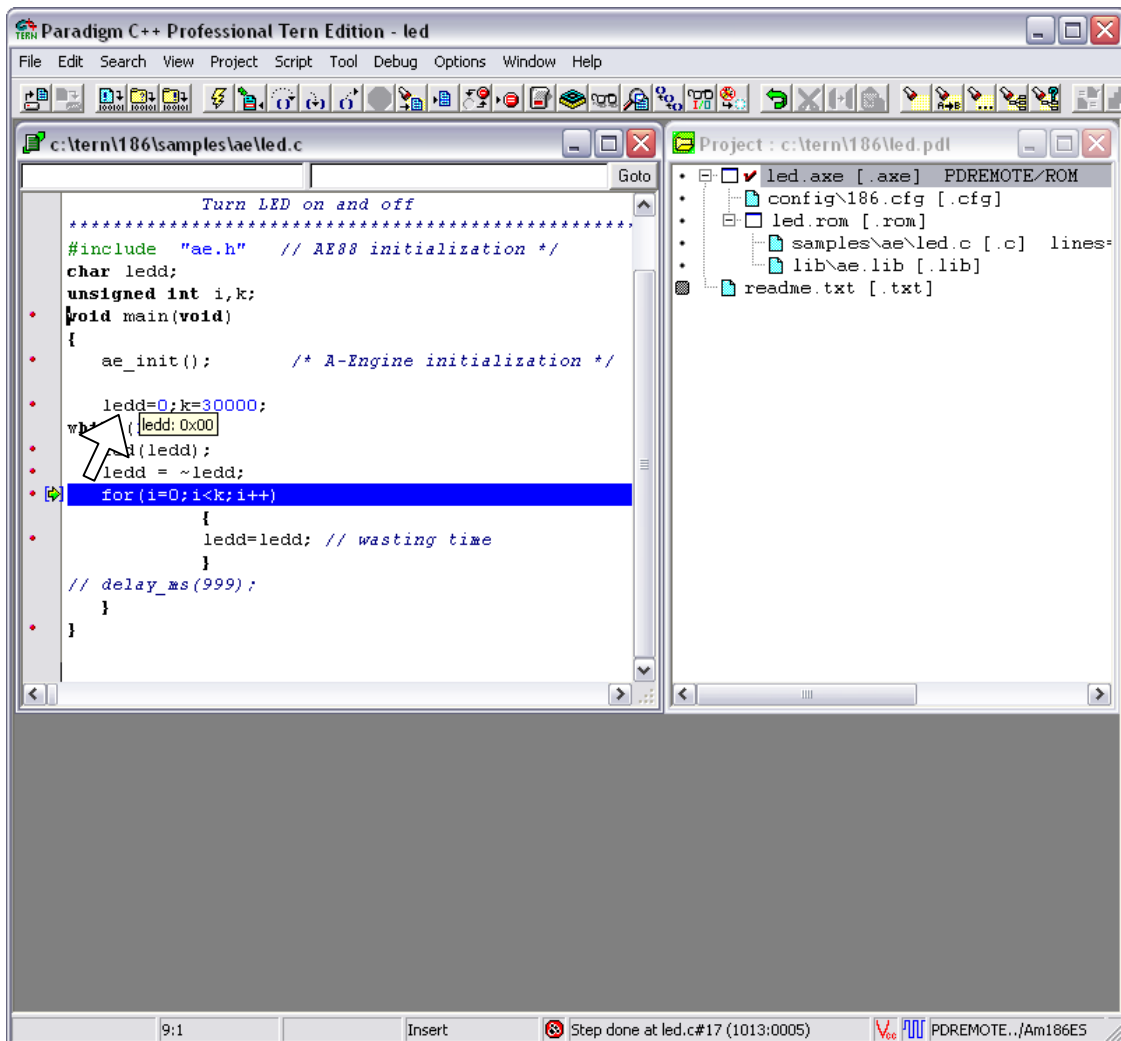 Paradigm C++ Professional Tern Edition - led
File Edit Search View Project Script Tool Debug Options Window Help
c:\tern\186\samples\ae\led.c
Goto
Turn LED on and off
**************************************************
#include "ae.h" // AE88 initialization */
char ledd;
unsigned int i,k;
void main(void)
{
ae_init(); /* A-Engine initialization */
ledd=0;k=30000;
ledd: 0x00
(ledd);
ledd = ~ledd;
for(i=0;i<k;i++)
{
ledd=ledd; // wasting time
}
// delay_ms(999);
}
}
Project : c:\tern\186\led.pdl
led.axe [.axe] PDREMOTE/ROM
config\186.cfg [.cfg]
led.rom [.rom]
samples\ae\led.c [.c] lines=
lib\ae.lib [.lib]
readme.txt [.txt]
9:1 Insert Step done at led.c#17 (1013:0005) Vcc PDREMOTE../Am186ES